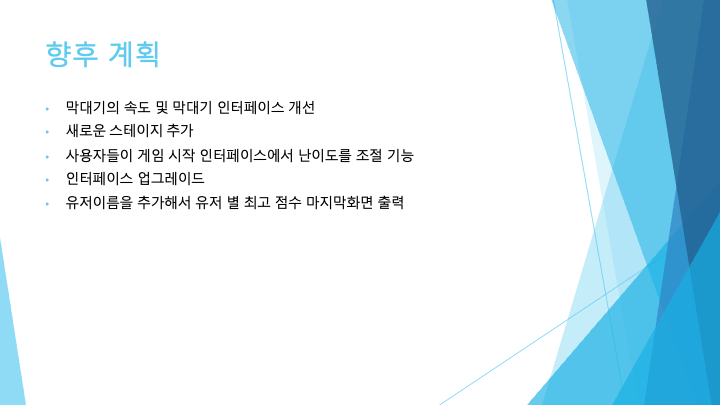 향후 계획
막대기의 속도 및 막대기 인터페이스 개선
새로운 스테이지 추가
사용자들이 게임 시작 인터페이스에서 난이도를 조절 기능
인터페이스 업그레이드
유저이름을 추가해서 유저 별 최고 점수 마지막화면 출력